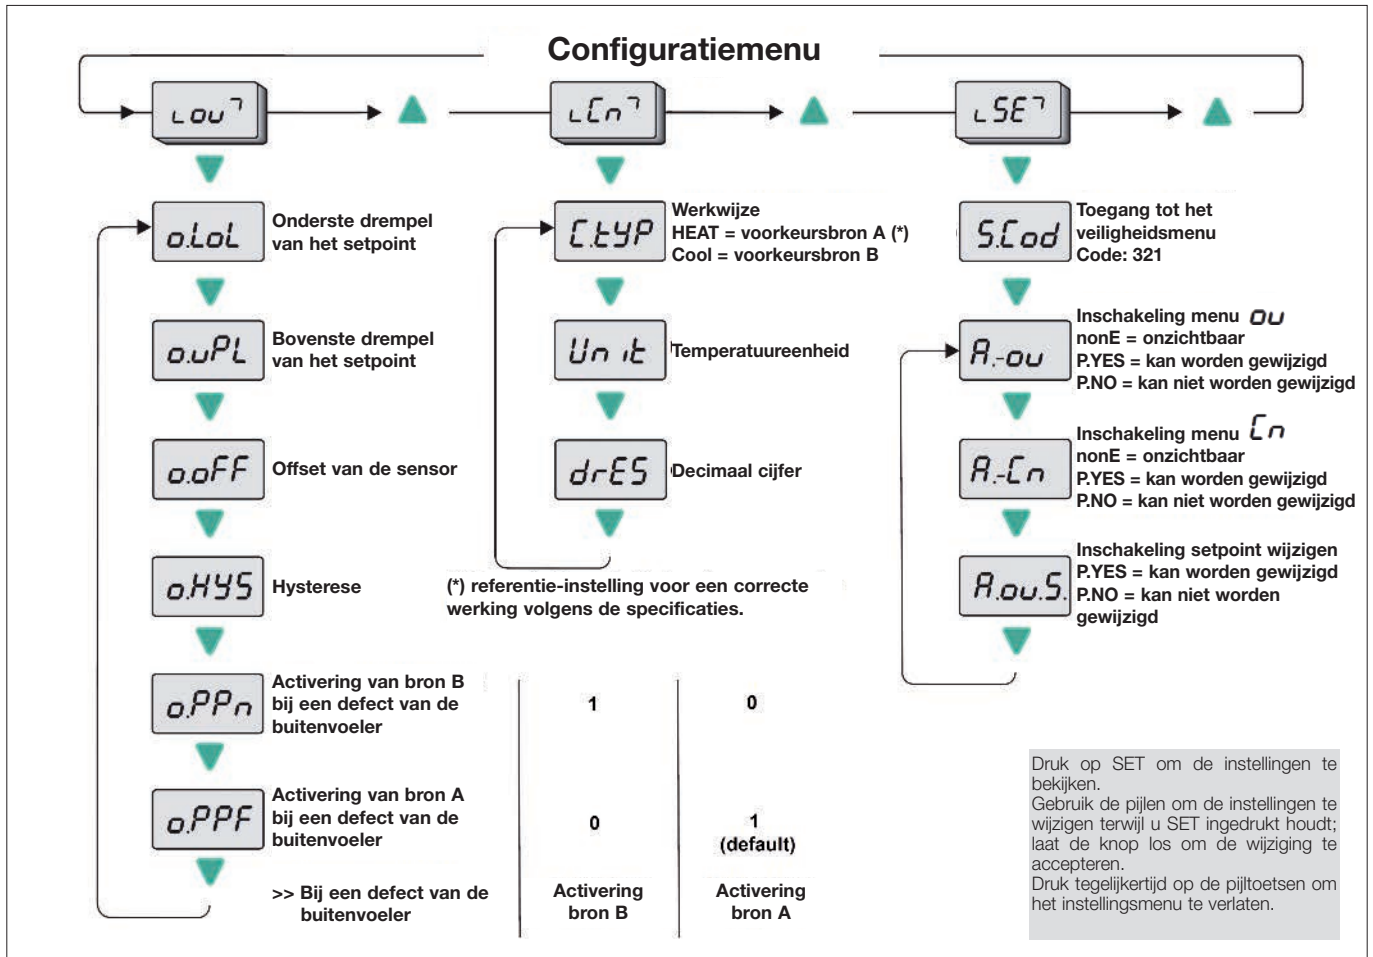 Configuratiemenu
ou
Cn
SE
o.LoL
Onderste drempel
van het setpoint
o.uPL
Bovenste drempel
van het setpoint
o.oFF
Offset van de sensor
o.HYS
Hysterese
o.PPn
Activering van bron B
bij een defect van de
buitenvoeler
1
0
o.PPF
Activering van bron A
bij een defect van de
buitenvoeler
0
1
(default)
>> Bij een defect van de
buitenvoeler
Activering
bron B
Activering
bron A
C.tYP
Werkwijze
HEAT = voorkeursbron A (*)
Cool = voorkeursbron B
Unit
Temperatuureenheid
drES
Decimaal cijfer
(*) referentie-instelling voor een correcte
werking volgens de specificaties.
S.Cod
Toegang tot het
veiligheidsmenu
Code: 321
A.-ou
Inschakeling menu ou
nonE = onzichtbaar
P.YES = kan worden gewijzigd
P.NO = kan niet worden gewijzigd
A.-Cn
Inschakeling menu Cn
nonE = onzichtbaar
P.YES = kan worden gewijzigd
P.NO = kan niet worden gewijzigd
A.ou.S.
Inschakeling setpoint wijzigen
P.YES = kan worden gewijzigd
P.NO = kan niet worden
gewijzigd
Druk op SET om de instellingen te
bekijken.
Gebruik de pijlen om de instellingen te
wijzigen terwijl u SET ingedrukt houdt;
laat de knop los om de wijziging te
accepteren.
Druk tegelijkertijd op de pijltoetsen om
het instellingsmenu te verlaten.